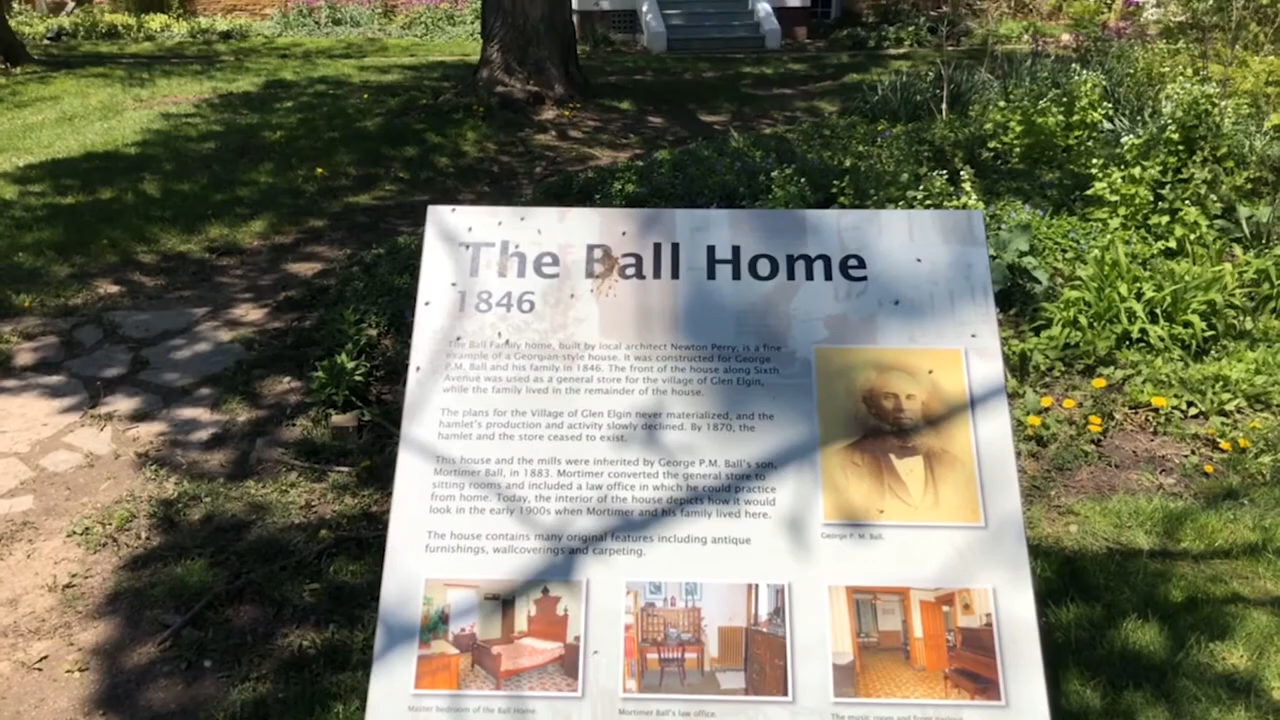 The Ball Home
1846
The Ball Family home, built by local architect Newton Perry, is a fine
example of a Georgian-style house. It was constructed for George
P.M. Ball and his family in 1846. The front of the house along Sixth
Avenue was used as a general store for the village of Glen Elgin,
while the family lived in the remainder of the house.
The plans for the Village of Glen Elgin never materialized, and the
hamlet's production and activity slowly declined. By 1870, the
hamlet and the store ceased to exist.
This house and the mills were inherited by George P.M. Ball's son,
Mortimer Ball, in 1883. Mortimer converted the general store to
sitting rooms and included a law office in which he could practice
from home. Today, the interior of the house depicts how it would
look in the early 1900s when Mortimer and his family lived here.
The house contains many original features including antique
furnishings, wallcoverings and carpeting.
George P. M. Ball.
Master bedroom of the Ball Home.
Mortimer Ball's law office.
The music room and front